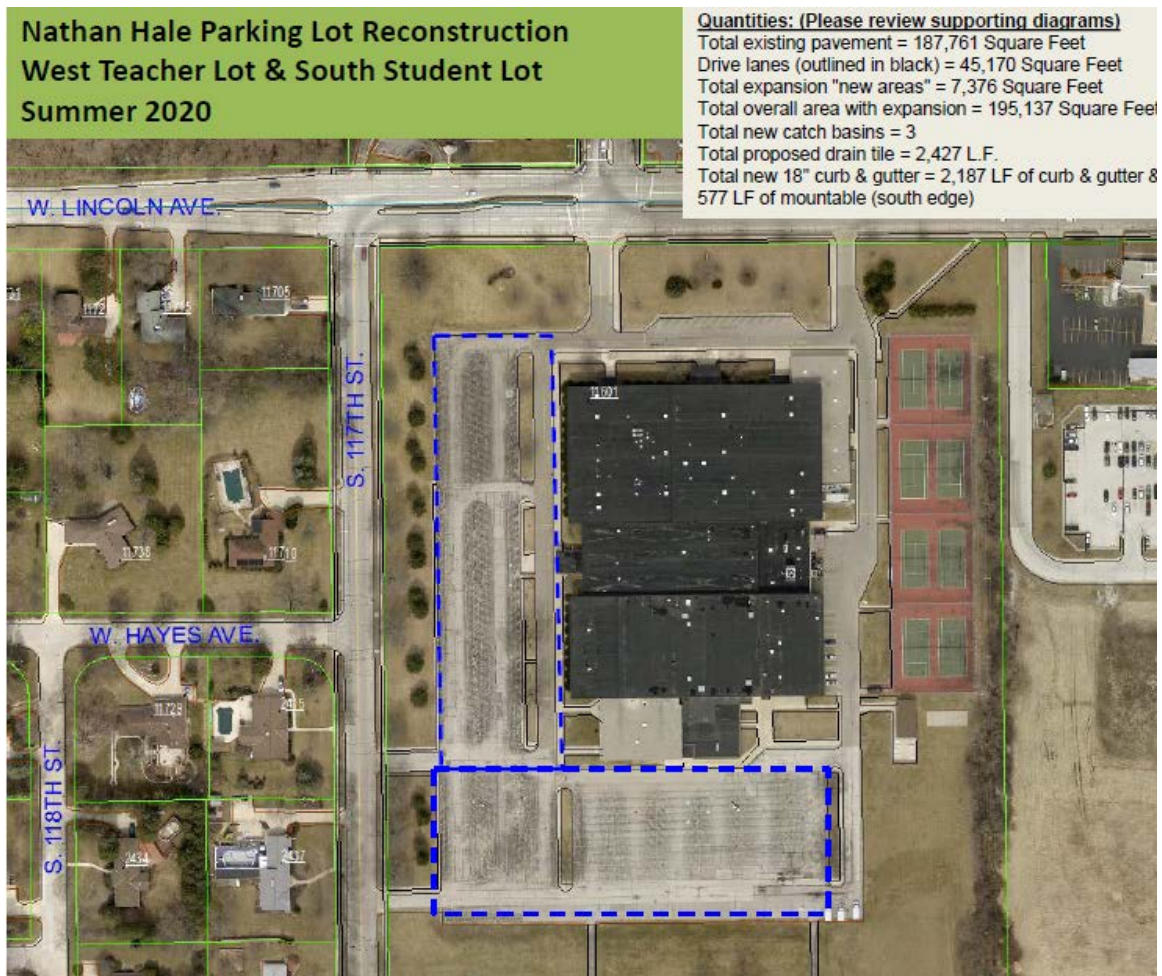 Nathan Hale Parking Lot Reconstruction
West Teacher Lot & South Student Lot
Summer 2020
Quantities: (Please review supporting diagrams)
Total existing pavement = 187,761 Square Feet
Drive lanes (outlined in black) = 45,170 Square Feet
Total expansion "new areas" = 7,376 Square Feet
Total overall area with expansion = 195,137 Square Feet
Total new catch basins = 3
Total proposed drain tile = 2,427 L.F.
Total new 18" curb & gutter = 2,187 LF of curb & gutter &
577 LF of mountable (south edge)
W. LINCOLN AVE.
11705
S. 117TH ST.
11601
11738
11710
W. HAYES AVE.
11729
2415
S. 118TH ST.
2434
2437